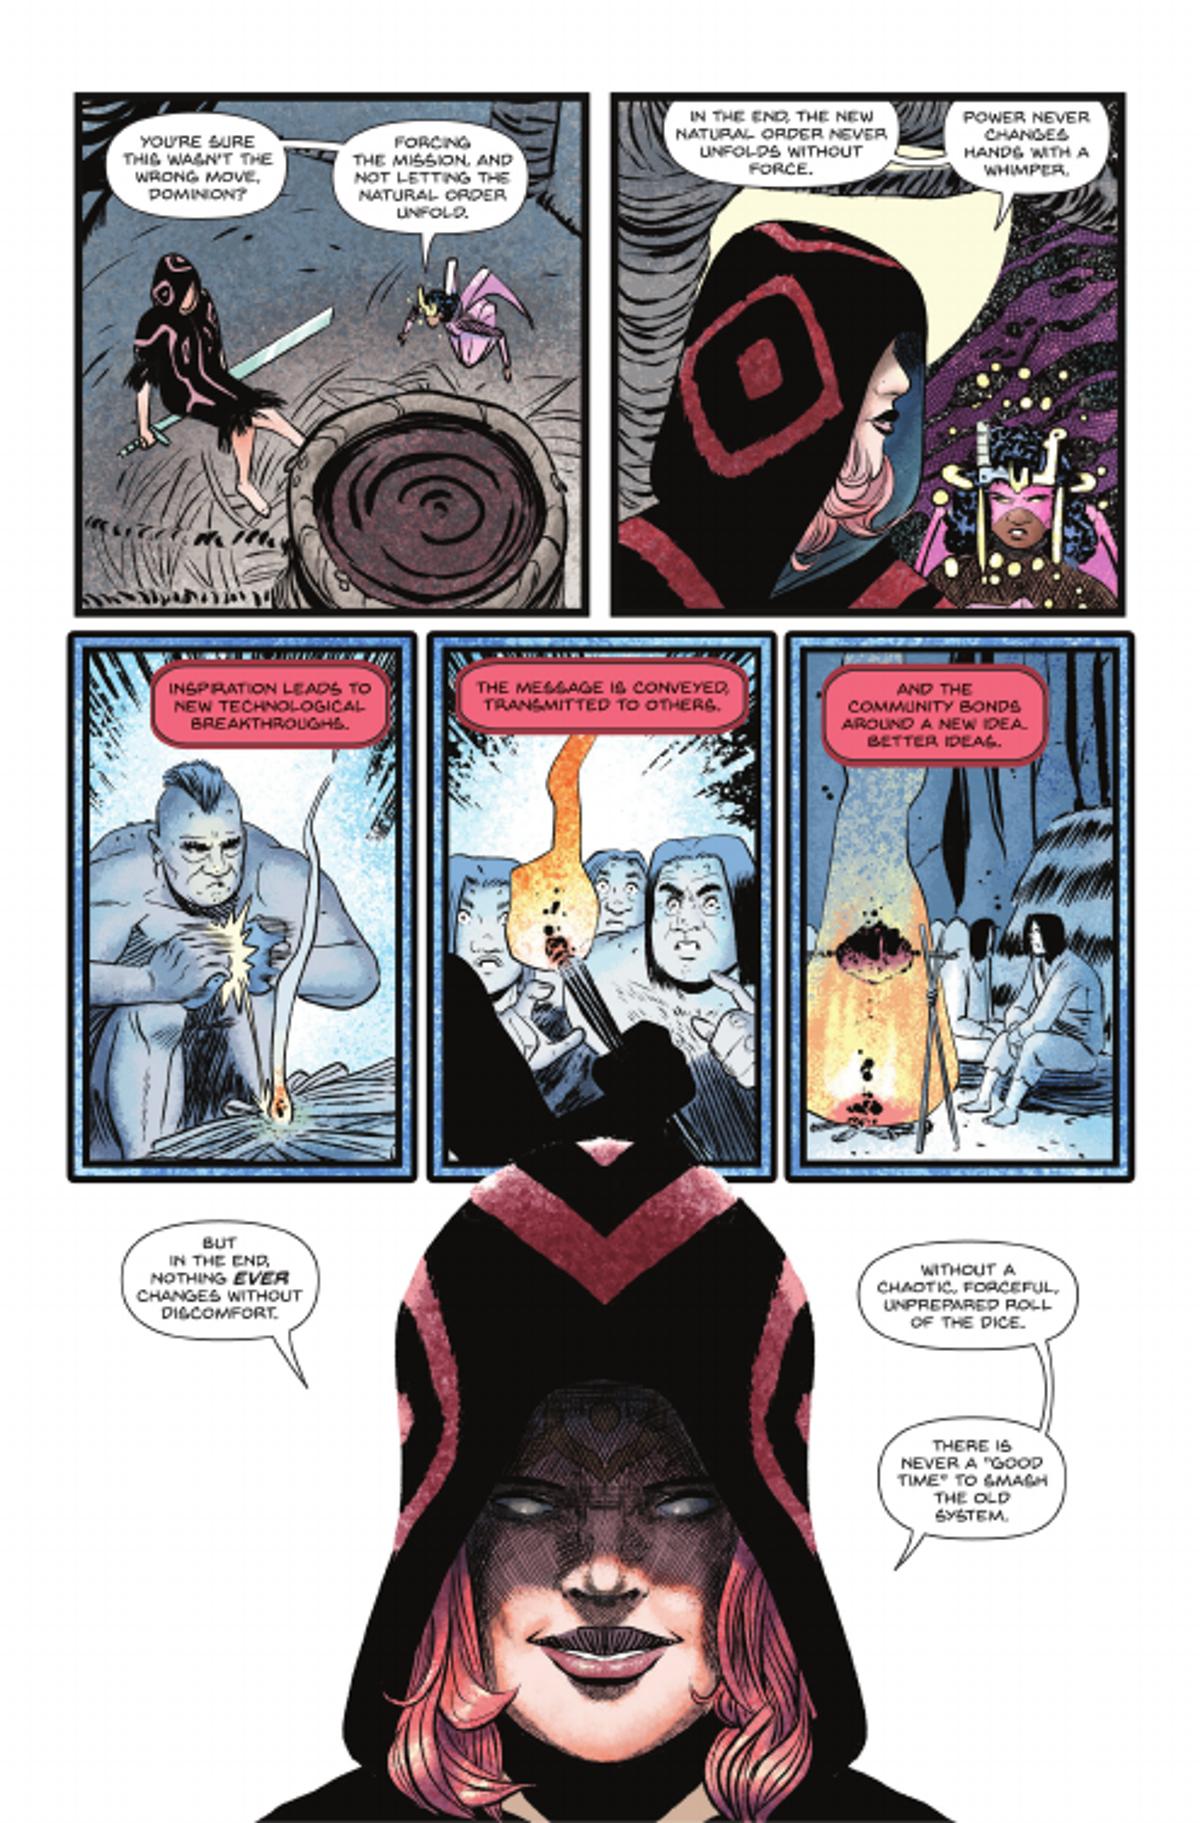 YOU'RE SURE
THIS WASN'T THE
WRONG MOVE,
DOMINION?
FORCING
THE MISSION, AND
NOT LETTING THE
NATURAL ORDER
UNFOLD.
IN THE END, THE NEW
NATURAL ORDER NEVER
UNFOLDS WITHOUT
FORCE.
POWER NEVER
CHANGES
HANDS WITH A
WHIMPER.
INSPIRATION LEADS TO
NEW TECHNOLOGICAL
BREAKTHROUGHS.
THE MESSAGE IS CONVEYED,
TRANSMITTED TO OTHERS.
AND THE
COMMUNITY BONDS
AROUND A NEW IDEA.
BETTER IDEAS.
BUT
IN THE END,
NOTHING EVER
CHANGES WITHOUT
DISCOMFORT.
WITHOUT A
CHAOTIC, FORCEFUL,
UNPREPARED ROLL
OF THE DICE.
THERE IS
NEVER A "GOOD
TIME" TO SMASH
THE OLD
SYSTEM.